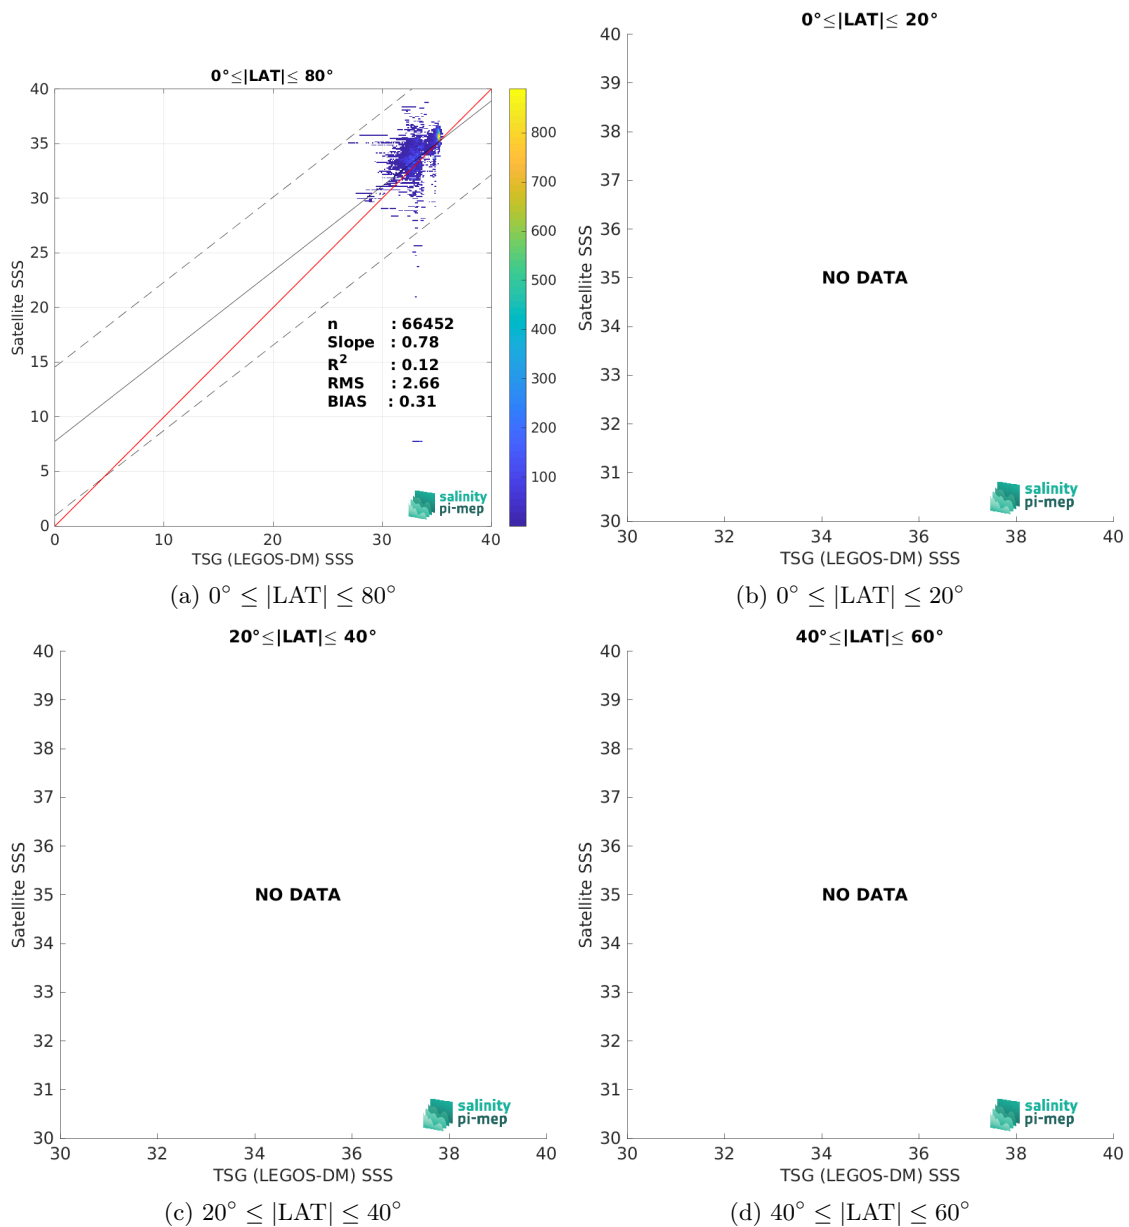 0°≤|LAT|≤ 80°
40
35
30
25
20
15
10
5
0
Satellite SSS
0
10
20
30
40
TSG (LEGOS-DM) SSS
800
700
600
500
400
300
200
100
n : 66452
Slope : 0.78
R² : 0.12
RMS : 2.66
BIAS : 0.31
salinity
pi-mep
(a) 0° ≤ |LAT| ≤ 80°
0°≤|LAT|≤ 20°
40
39
38
37
36
35
34
33
32
31
30
Satellite SSS
NO DATA
salinity
pi-mep
30
32
34
36
38
40
TSG (LEGOS-DM) SSS
(b) 0° ≤ |LAT| ≤ 20°
20°≤|LAT|≤ 40°
40
39
38
37
36
35
34
33
32
31
30
Satellite SSS
NO DATA
salinity
pi-mep
30
32
34
36
38
40
TSG (LEGOS-DM) SSS
(c) 20° ≤ |LAT| ≤ 40°
40°≤|LAT|≤ 60°
40
39
38
37
36
35
34
33
32
31
30
Satellite SSS
NO DATA
salinity
pi-mep
30
32
34
36
38
40
TSG (LEGOS-DM) SSS
(d) 40° ≤ |LAT| ≤ 60°